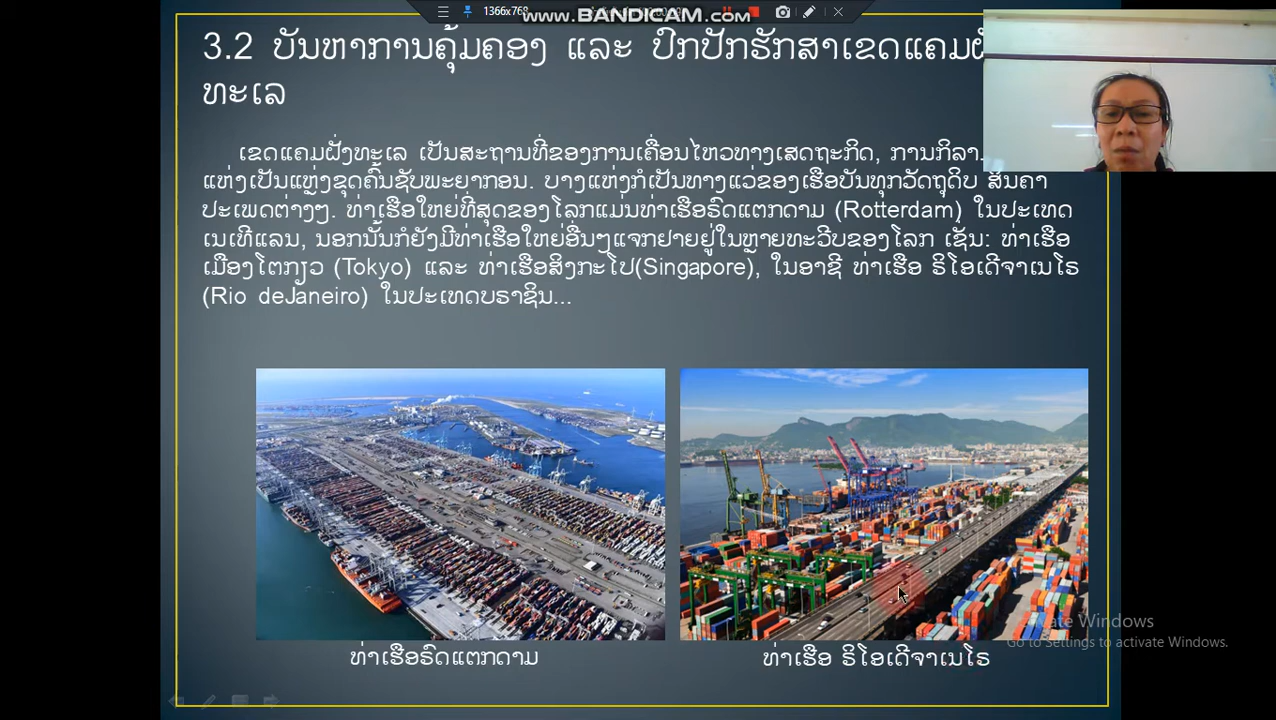 1366x768
www.BANDICAM.com
3.2 ບັນຫາການຄຸ້ມຄອງ ແລະ ປົກປັກຮັກສາເຂດແຄມຝັ່ງ
ທະເລ
ເຂດແຄມຝັ່ງທະເລ ເປັນສະຖານທີ່ຂອງການເຄື່ອນໄຫວທາງເສດຖະກິດ, ການກິລາ.
ແຫ່ງເປັນແຫຼ່ງຂຸດຄົ້ນຊັບພະຍາກອນ. ບາງແຫ່ງກໍເປັນທາງແວ່ຂອງເຮືອບັນທຸກວັດຖຸດິບ ສິນຄ້າ
ປະເພດຕ່າງໆ. ທ່າເຮືອໃຫຍ່ທີ່ສຸດຂອງໂລກແມ່ນທ່າເຮືອຣົດແຕກດາມ (Rotterdam) ໃນປະເທດ
ເນເທີແລນ, ນອກນັ້ນກໍຍັງມີທ່າເຮືອໃຫຍ່ອື່ນໆແຈກຢາຍຢູ່ໃນຫຼາຍທະວີບຂອງໂລກ ເຊັ່ນ: ທ່າເຮືອ
ເມືອງໂຕກຽວ (Tokyo) ແລະ ທ່າເຮືອສິງກະໂປ(Singapore), ໃນອາຊີ ທ່າເຮືອ ຣິໂອເດີຈາເນໂຣ
(Rio deJaneiro) ໃນປະເທດບຣາຊິນ...
ທ່າເຮືອຣົດແຕກດາມ
ທ່າເຮືອ ຣິໂອເດີຈາເນໂຣ
vate Windows
Go to Settings to activate Windows.